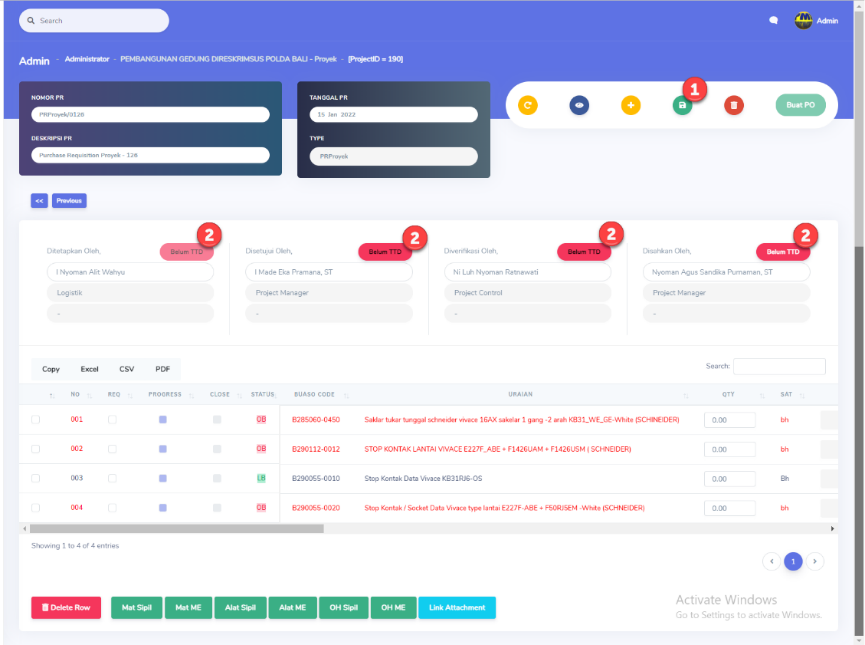 Search
Admin
Admin - Administrator - PEMBANGUNAN GEDUNG DIRESKRIMSUS POLDA BALI - Proyek - [ProjectID = 190]
NOMOR PR
PRProyek/0126
DESKRIPSI PR
Purchase Requisition Proyek - 126
TANGGAL PR
15 Jan 2022
TYPE
PRProyek
1
Buat PO
<< Previous
Ditetapkan Oleh, Belum TTD 2
I Nyoman Alit Wahyu
Logistik
-
Disetujui Oleh, Belum TTD 2
I Made Eka Pramana, ST
Project Manager
-
Diverifikasi Oleh, Belum TTD 2
Ni Luh Nyoman Ratnawati
Project Control
-
Disahkan Oleh, Belum TTD 2
Nyoman Agus Sandika Purnaman, ST
Project Manager
-
Copy Excel CSV PDF Search:
NO REQ PROGRESS CLOSE STATUS BUASO CODE URAIAN QTY SAT
001 OB B285060-0450 Saklar tukar tunggal schneider vivace 16AX sakelar 1 gang -2 arah KB31_WE_GE-White (SCHINEIDER) 0.00 bh
002 OB B290112-0012 STOP KONTAK LANTAI VIVACE E227F_ABE + F1426UAM + F1426USM ( SCHNEIDER) 0.00 bh
003 LB B290055-0010 Stop Kontak Data Vivace KB31RJ6-OS 0.00 Bh
004 OB B290055-0020 Stop Kontak / Socket Data Vivace type lantai E227F-ABE + F50RJ5EM -White (SCHNEIDER) 0.00 bh
Showing 1 to 4 of 4 entries
1
Delete Row Mat Sipil Mat ME Alat Sipil Alat ME OH Sipil OH ME Link Attachment
Activate Windows
Go to Settings to activate Windows.